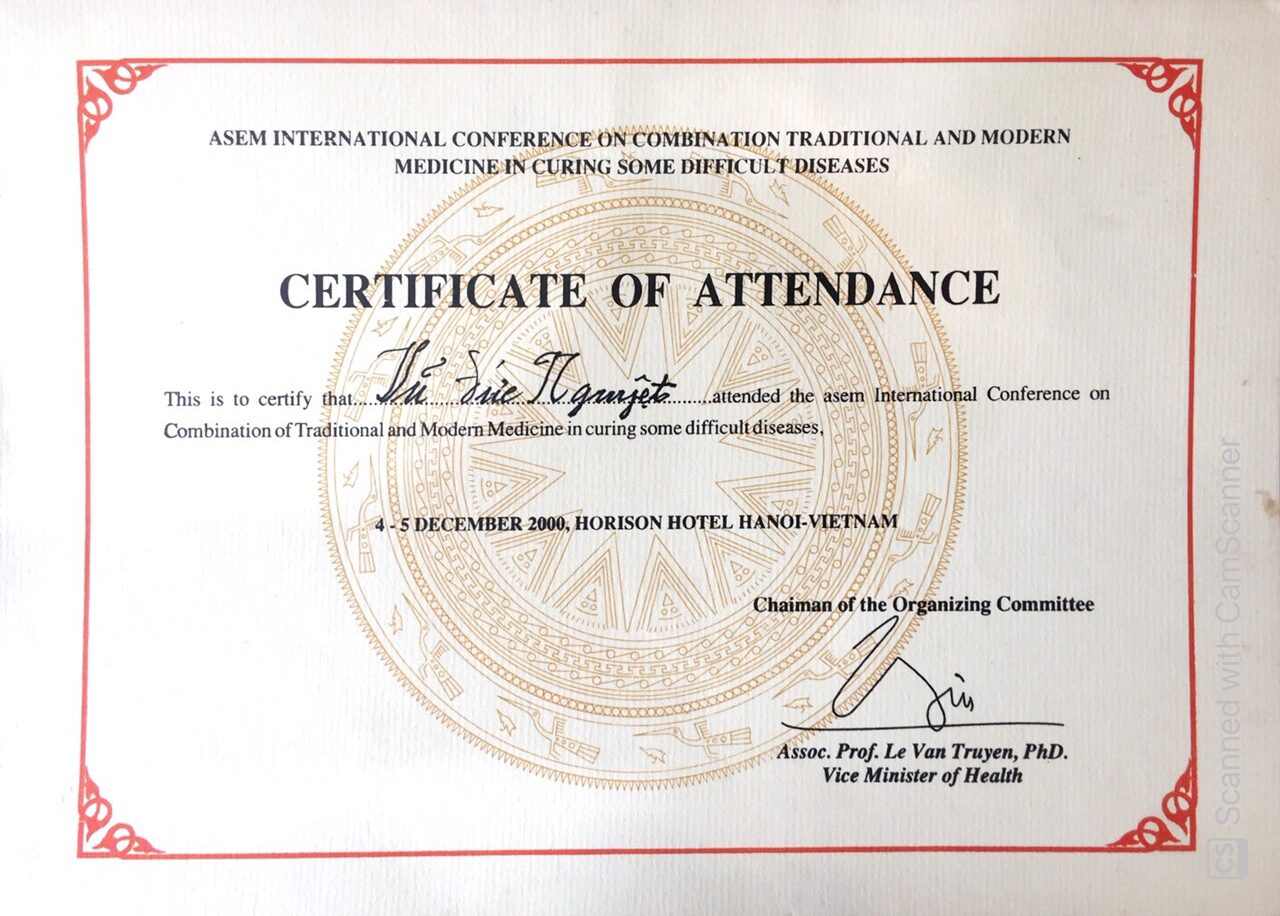 ASEM INTERNATIONAL CONFERENCE ON COMBINATION TRADITIONAL AND MODERN
MEDICINE IN CURING SOME DIFFICULT DISEASES
CERTIFICATE OF ATTENDANCE
This is to certify that....Vũ Đức Nguyệt........attended the asem International Conference on
Combination of Traditional and Modern Medicine in curing some difficult diseases,
4 - 5 DECEMBER 2000, HORISON HOTEL HANOI-VIETNAM
Chaiman of the Organizing Committee
Assoc. Prof. Le Van Truyen, PhD.
Vice Minister of Health
CS Scanned with CamScanner